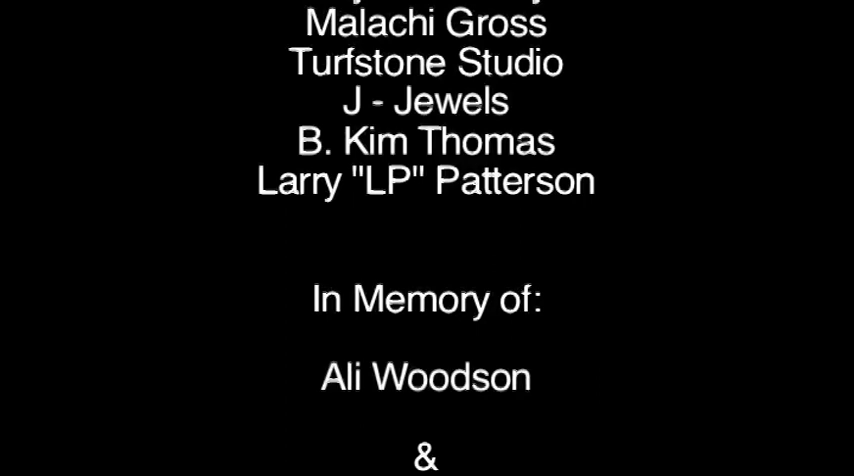 Malachi Gross
Turfstone Studio
J - Jewels
B. Kim Thomas
Larry "LP" Patterson
In Memory of:
Ali Woodson
&